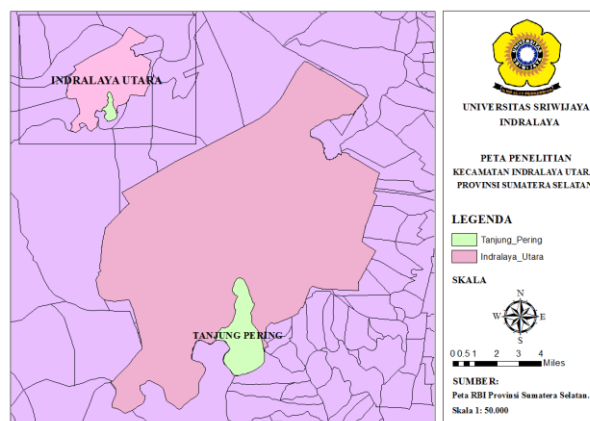 INDRALAYA UTARA
TANJUNG PERING
UNIVERSITAS SRIWIJAYA
INDRALAYA
PETA PENELITIAN
KECAMATAN INDRALAYA UTARA
PROVINSI SUMATERA SELATAN
LEGENDA
Tanjung_Pering
Indralaya_Utara
SKALA
N
W E
S
0 0.5 1 2 3 4
Miles
SUMBER:
Peta RBI Provinsi Sumatera Selatan.
Skala 1: 50.000